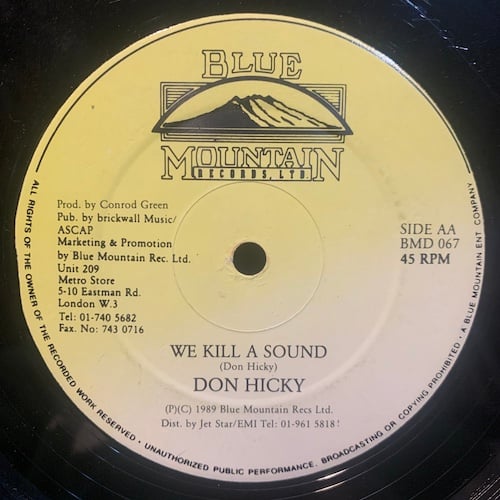 BLUE
MOUNTAIN
RECORDS, LTD.
Prod. by Conrod Green
Pub. by brickwall Music/
ASCAP
Marketing & Promotion
by Blue Mountain Rec. Ltd.
Unit 209
Metro Store
5-10 Eastman Rd.
London W.3
Tel: 01-740 5682
Fax. No: 743 0716
SIDE AA
BMD 067
45 RPM
WE KILL A SOUND
(Don Hicky)
DON HICKY
(P)(C) 1989 Blue Mountain Recs Ltd.
Dist. by Jet Star/EMI Tel: 01-961 5818!
ALL RIGHTS OF THE OWNER OF THE RECORDED WORK RESERVED • UNAUTHORIZED PUBLIC PERFORMANCE, BROADCASTING OR COPYING PROHIBITED • A BLUE MOUNTAIN ENT COMPANY